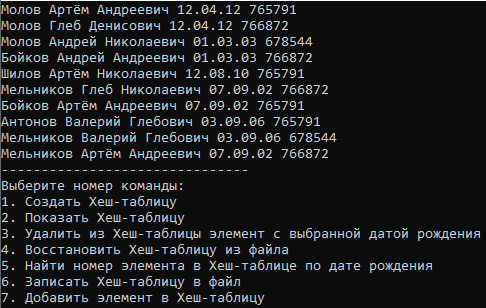 Молов Артём Андреевич 12.04.12 765791
Молов Глеб Денисович 12.04.12 766872
Молов Андрей Николаевич 01.03.03 678544
Бойков Андрей Андреевич 01.03.03 766872
Шилов Артём Николаевич 12.08.10 765791
Мельников Глеб Николаевич 07.09.02 766872
Бойков Артём Андреевич 07.09.02 765791
Антонов Валерий Глебович 03.09.06 765791
Мельников Валерий Глебович 03.09.06 678544
Мельников Артём Андреевич 07.09.02 766872
-------------------------------
Выберите номер команды:
1. Создать Хеш-таблицу
2. Показать Хеш-таблицу
3. Удалить из Хеш-таблицы элемент с выбранной датой рождения
4. Восстановить Хеш-таблицу из файла
5. Найти номер элемента в Хеш-таблице по дате рождения
6. Записать Хеш-таблицу в файл
7. Добавить элемент в Хеш-таблицу